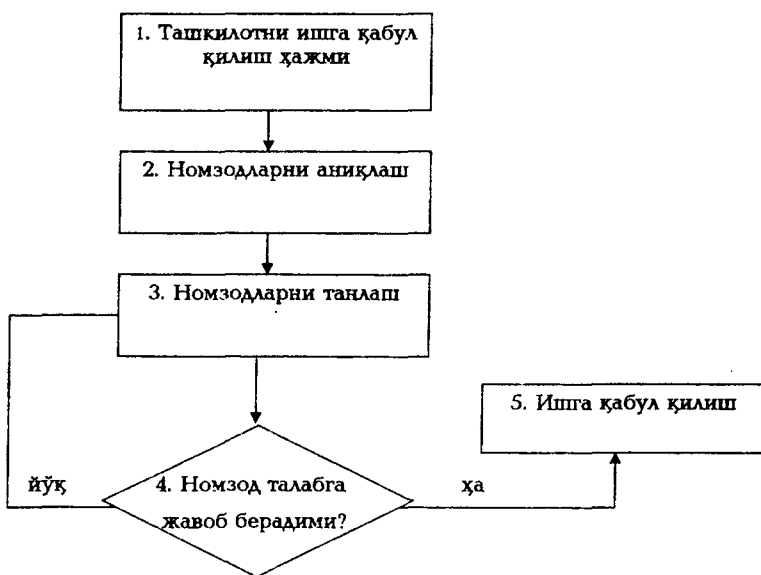 1. Ташкилотни ишга қабул
қилиш ҳажми
2. Номзодларни аниқлаш
3. Номзодларни танлаш
5. Ишга қабул қилиш
йўқ
4. Номзод талабга
жавоб берадими?
ҳа